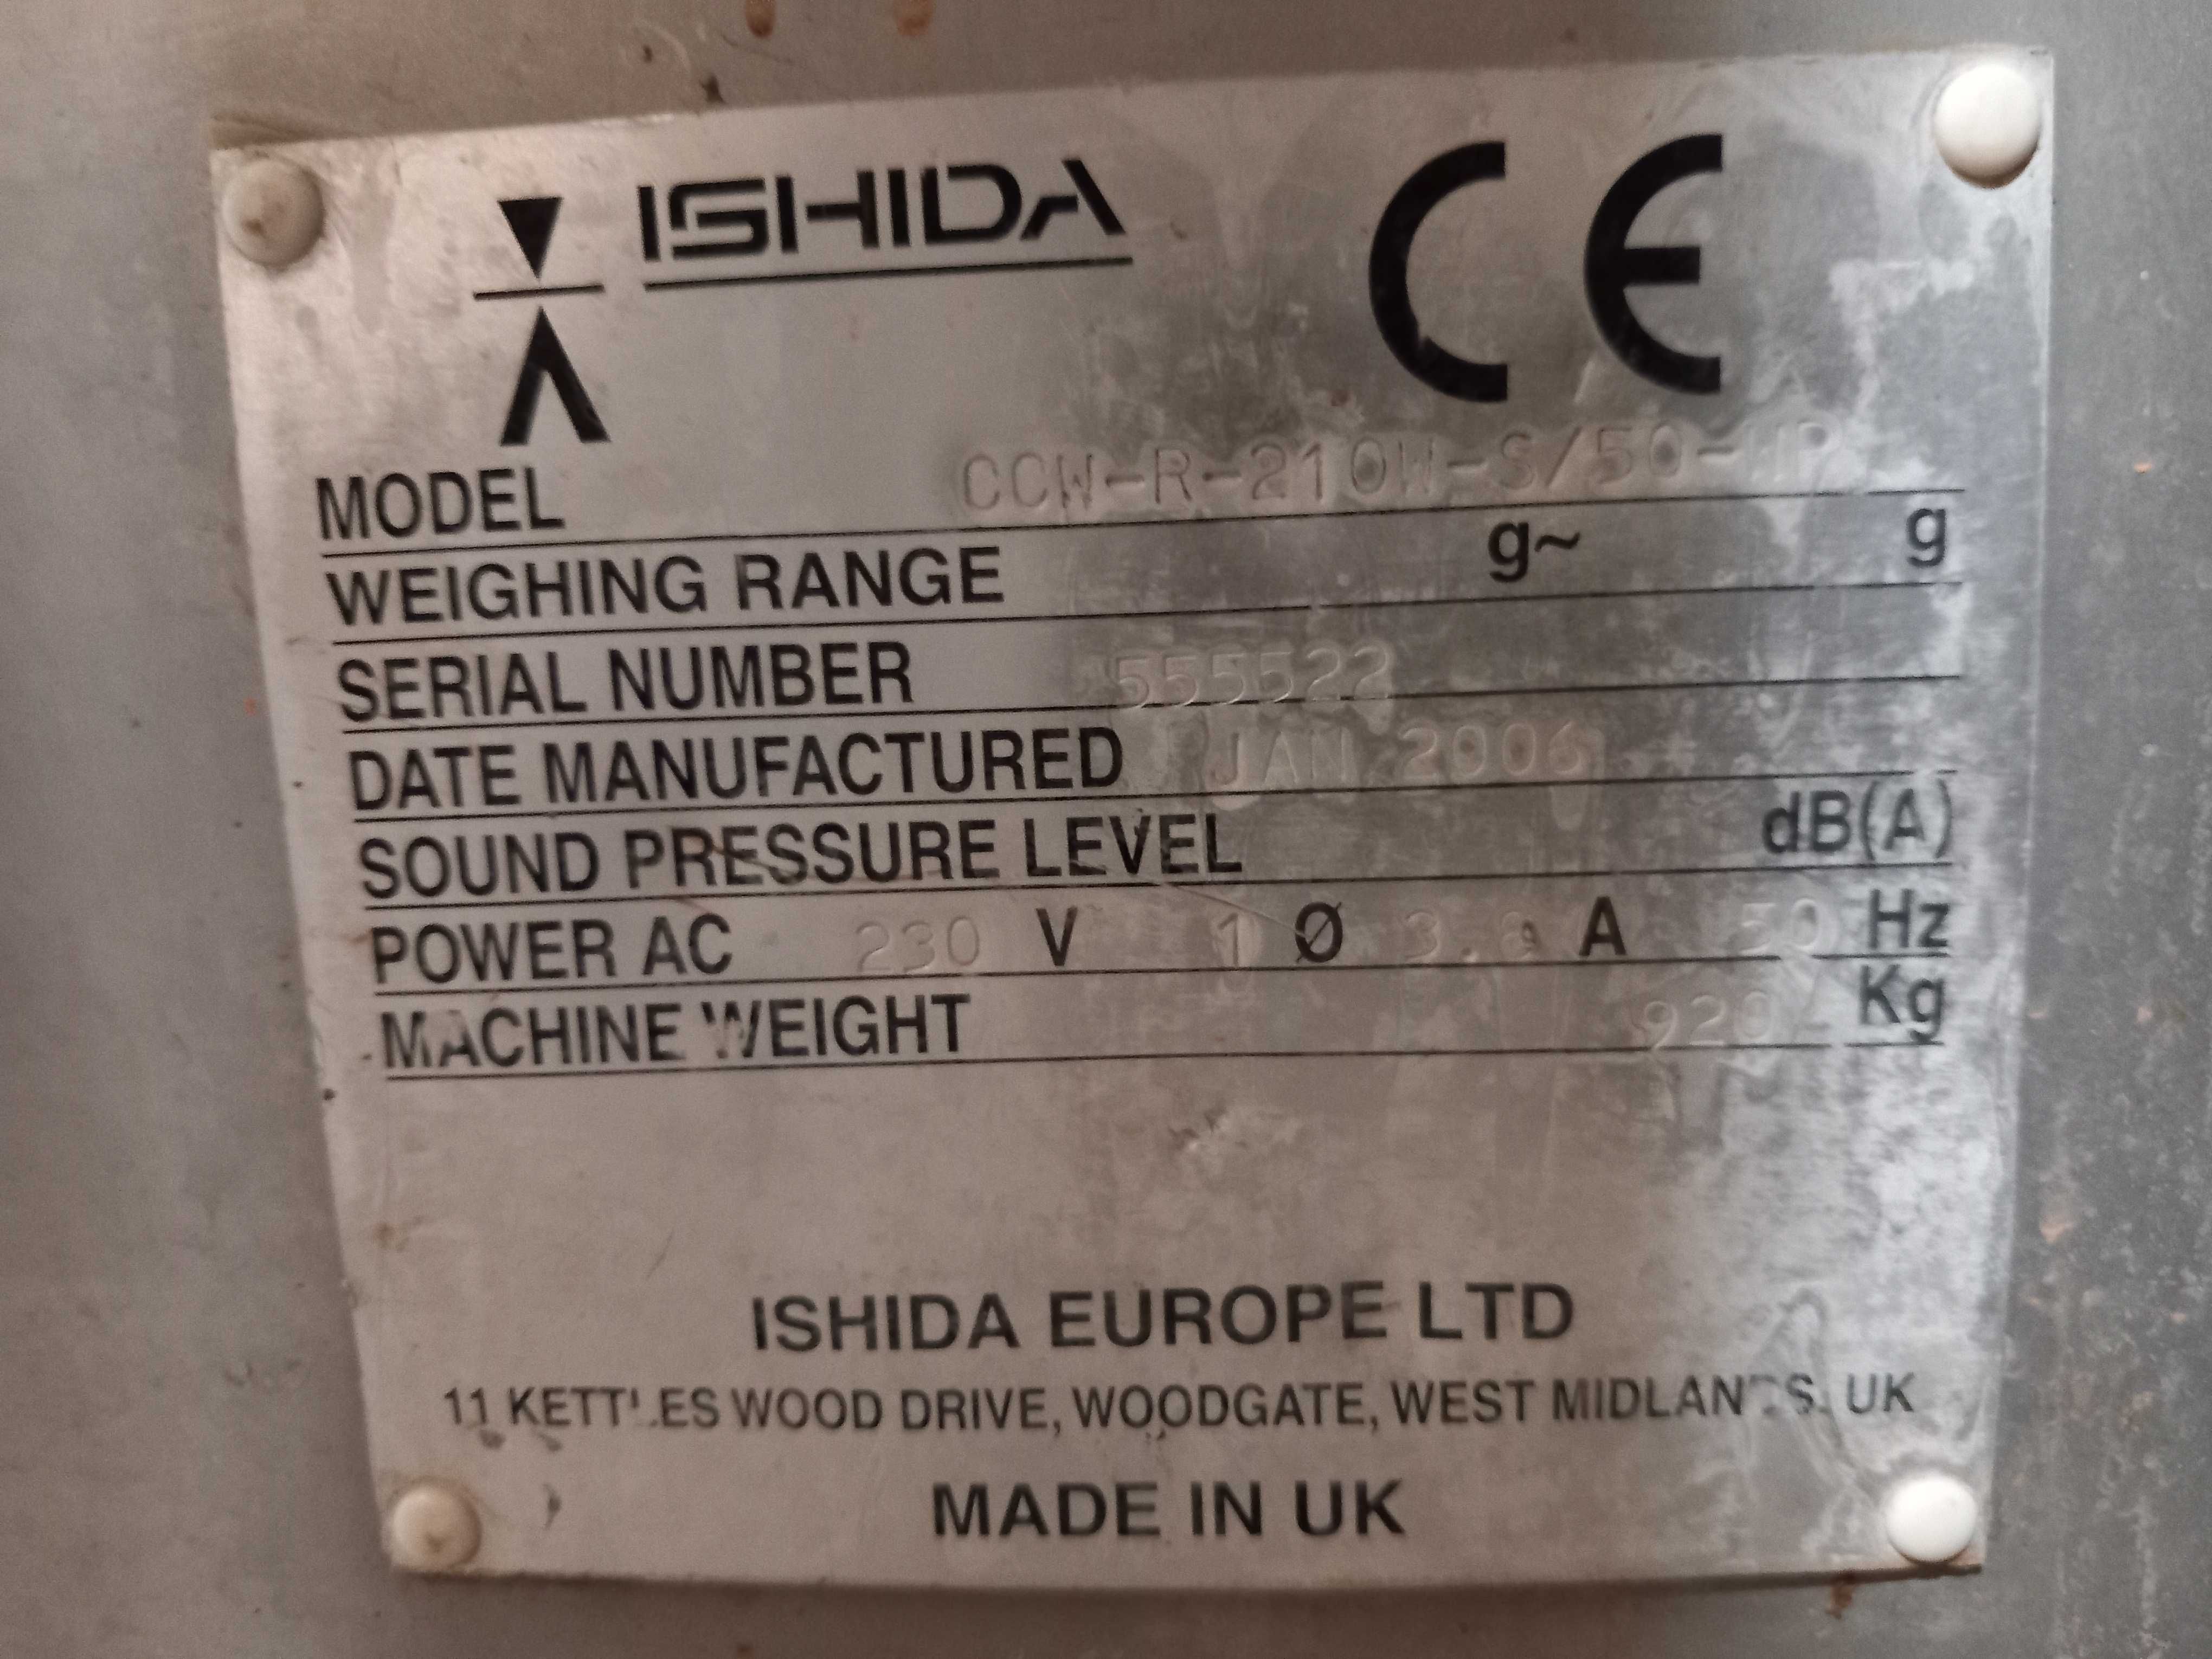 ISHIDA CE
MODEL CCW-R-210W-S/50-WP
WEIGHING RANGE g~ g
SERIAL NUMBER 555522
DATE MANUFACTURED JAN 2006
SOUND PRESSURE LEVEL dB(A)
POWER AC 230 V 1 Ø A 50 Hz
MACHINE WEIGHT 920 Kg
ISHIDA EUROPE LTD
11 KETTLES WOOD DRIVE, WOODGATE, WEST MIDLANDS. UK
MADE IN UK